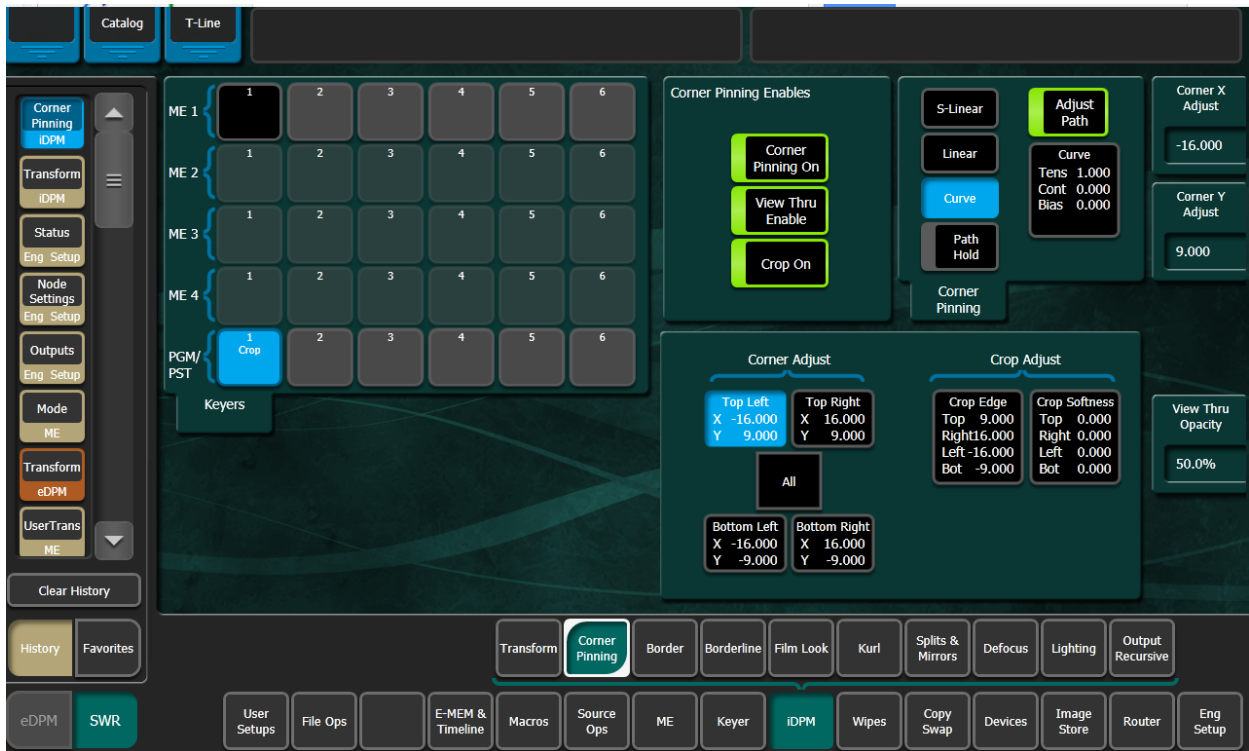 Catalog
T-Line
Corner
Pinning
iDPM
Transform
iDPM
Status
Eng Setup
Node
Settings
Eng Setup
Outputs
Eng Setup
Mode
ME
Transform
eDPM
UserTrans
ME
Clear History
History
Favorites
eDPM
SWR
ME 1
1 2 3 4 5 6
ME 2
1 2 3 4 5 6
ME 3
1 2 3 4 5 6
ME 4
1 2 3 4 5 6
PGM/
PST
1 2 3 4 5 6
Crop
Keyers
Corner Pinning Enables
Corner
Pinning On
View Thru
Enable
Crop On
S-Linear
Linear
Curve
Path
Hold
Adjust
Path
Curve
Tens 1.000
Cont 0.000
Bias 0.000
Corner
Pinning
Corner X
Adjust
-16.000
Corner Y
Adjust
9.000
Corner Adjust
Top Left
X -16.000
Y 9.000
Top Right
X 16.000
Y 9.000
All
Bottom Left
X -16.000
Y -9.000
Bottom Right
X 16.000
Y -9.000
Crop Adjust
Crop Edge
Top 9.000
Right16.000
Left-16.000
Bot -9.000
Crop Softness
Top 0.000
Right 0.000
Left 0.000
Bot 0.000
View Thru
Opacity
50.0%
Transform
Corner
Pinning
Border
Borderline
Film Look
Kurl
Splits &
Mirrors
Defocus
Lighting
Output
Recursive
User
Setups
File Ops
E-MEM &
Timeline
Macros
Source
Ops
ME
Keyer
iDPM
Wipes
Copy
Swap
Devices
Image
Store
Router
Eng
Setup